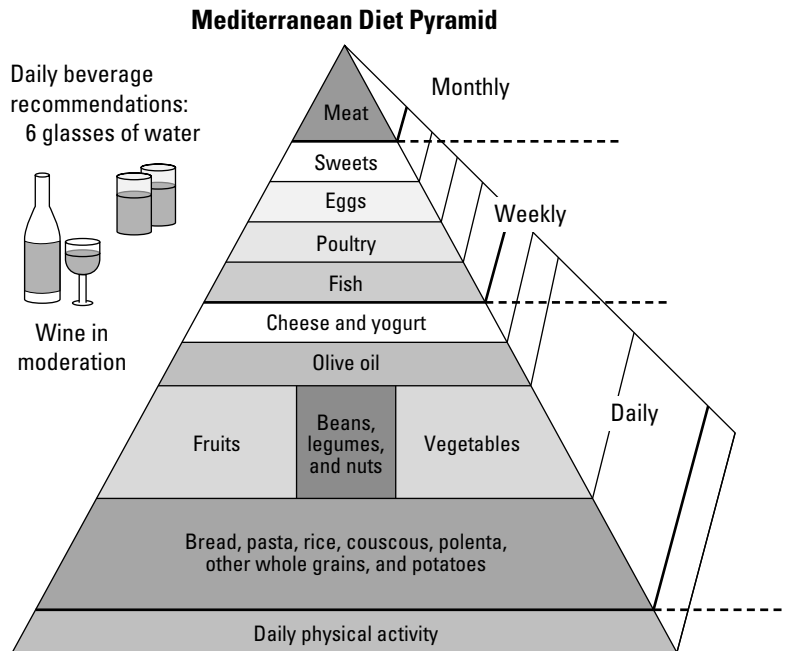 Mediterranean Diet Pyramid
Daily beverage
recommendations:
6 glasses of water
Wine in
moderation
Monthly
Meat
Sweets
Eggs
Weekly
Poultry
Fish
Cheese and yogurt
Olive oil
Daily
Fruits
Beans,
legumes,
and nuts
Vegetables
Bread, pasta, rice, couscous, polenta,
other whole grains, and potatoes
Daily physical activity